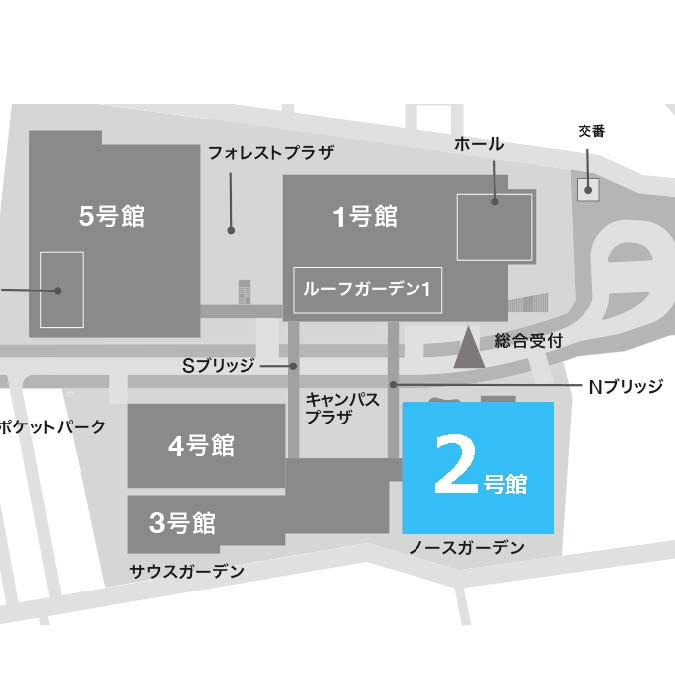 交番
ホール
フォレストプラザ
5号館
1号館
ルーフガーデン1
総合受付
Sブリッジ
Nブリッジ
キャンパス
プラザ
ポケットパーク
4号館
2号館
3号館
ノースガーデン
サウスガーデン